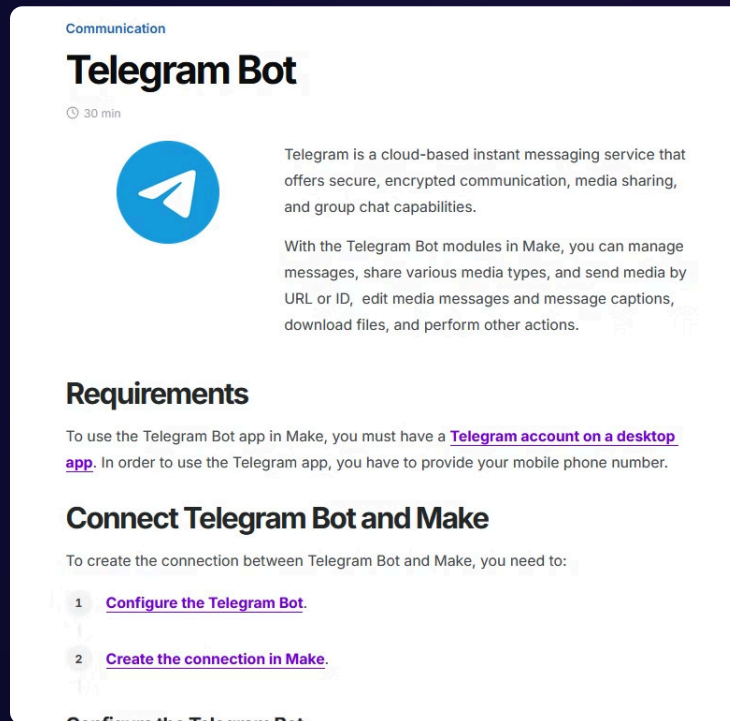 Communication
Telegram Bot
30 min
Telegram is a cloud-based instant messaging service that
offers secure, encrypted communication, media sharing,
and group chat capabilities.
With the Telegram Bot modules in Make, you can manage
messages, share various media types, and send media by
URL or ID, edit media messages and message captions,
download files, and perform other actions.
Requirements
To use the Telegram Bot app in Make, you must have a Telegram account on a desktop
app. In order to use the Telegram app, you have to provide your mobile phone number.
Connect Telegram Bot and Make
To create the connection between Telegram Bot and Make, you need to:
1 Configure the Telegram Bot.
2 Create the connection in Make.
Configure the Telegram Bot